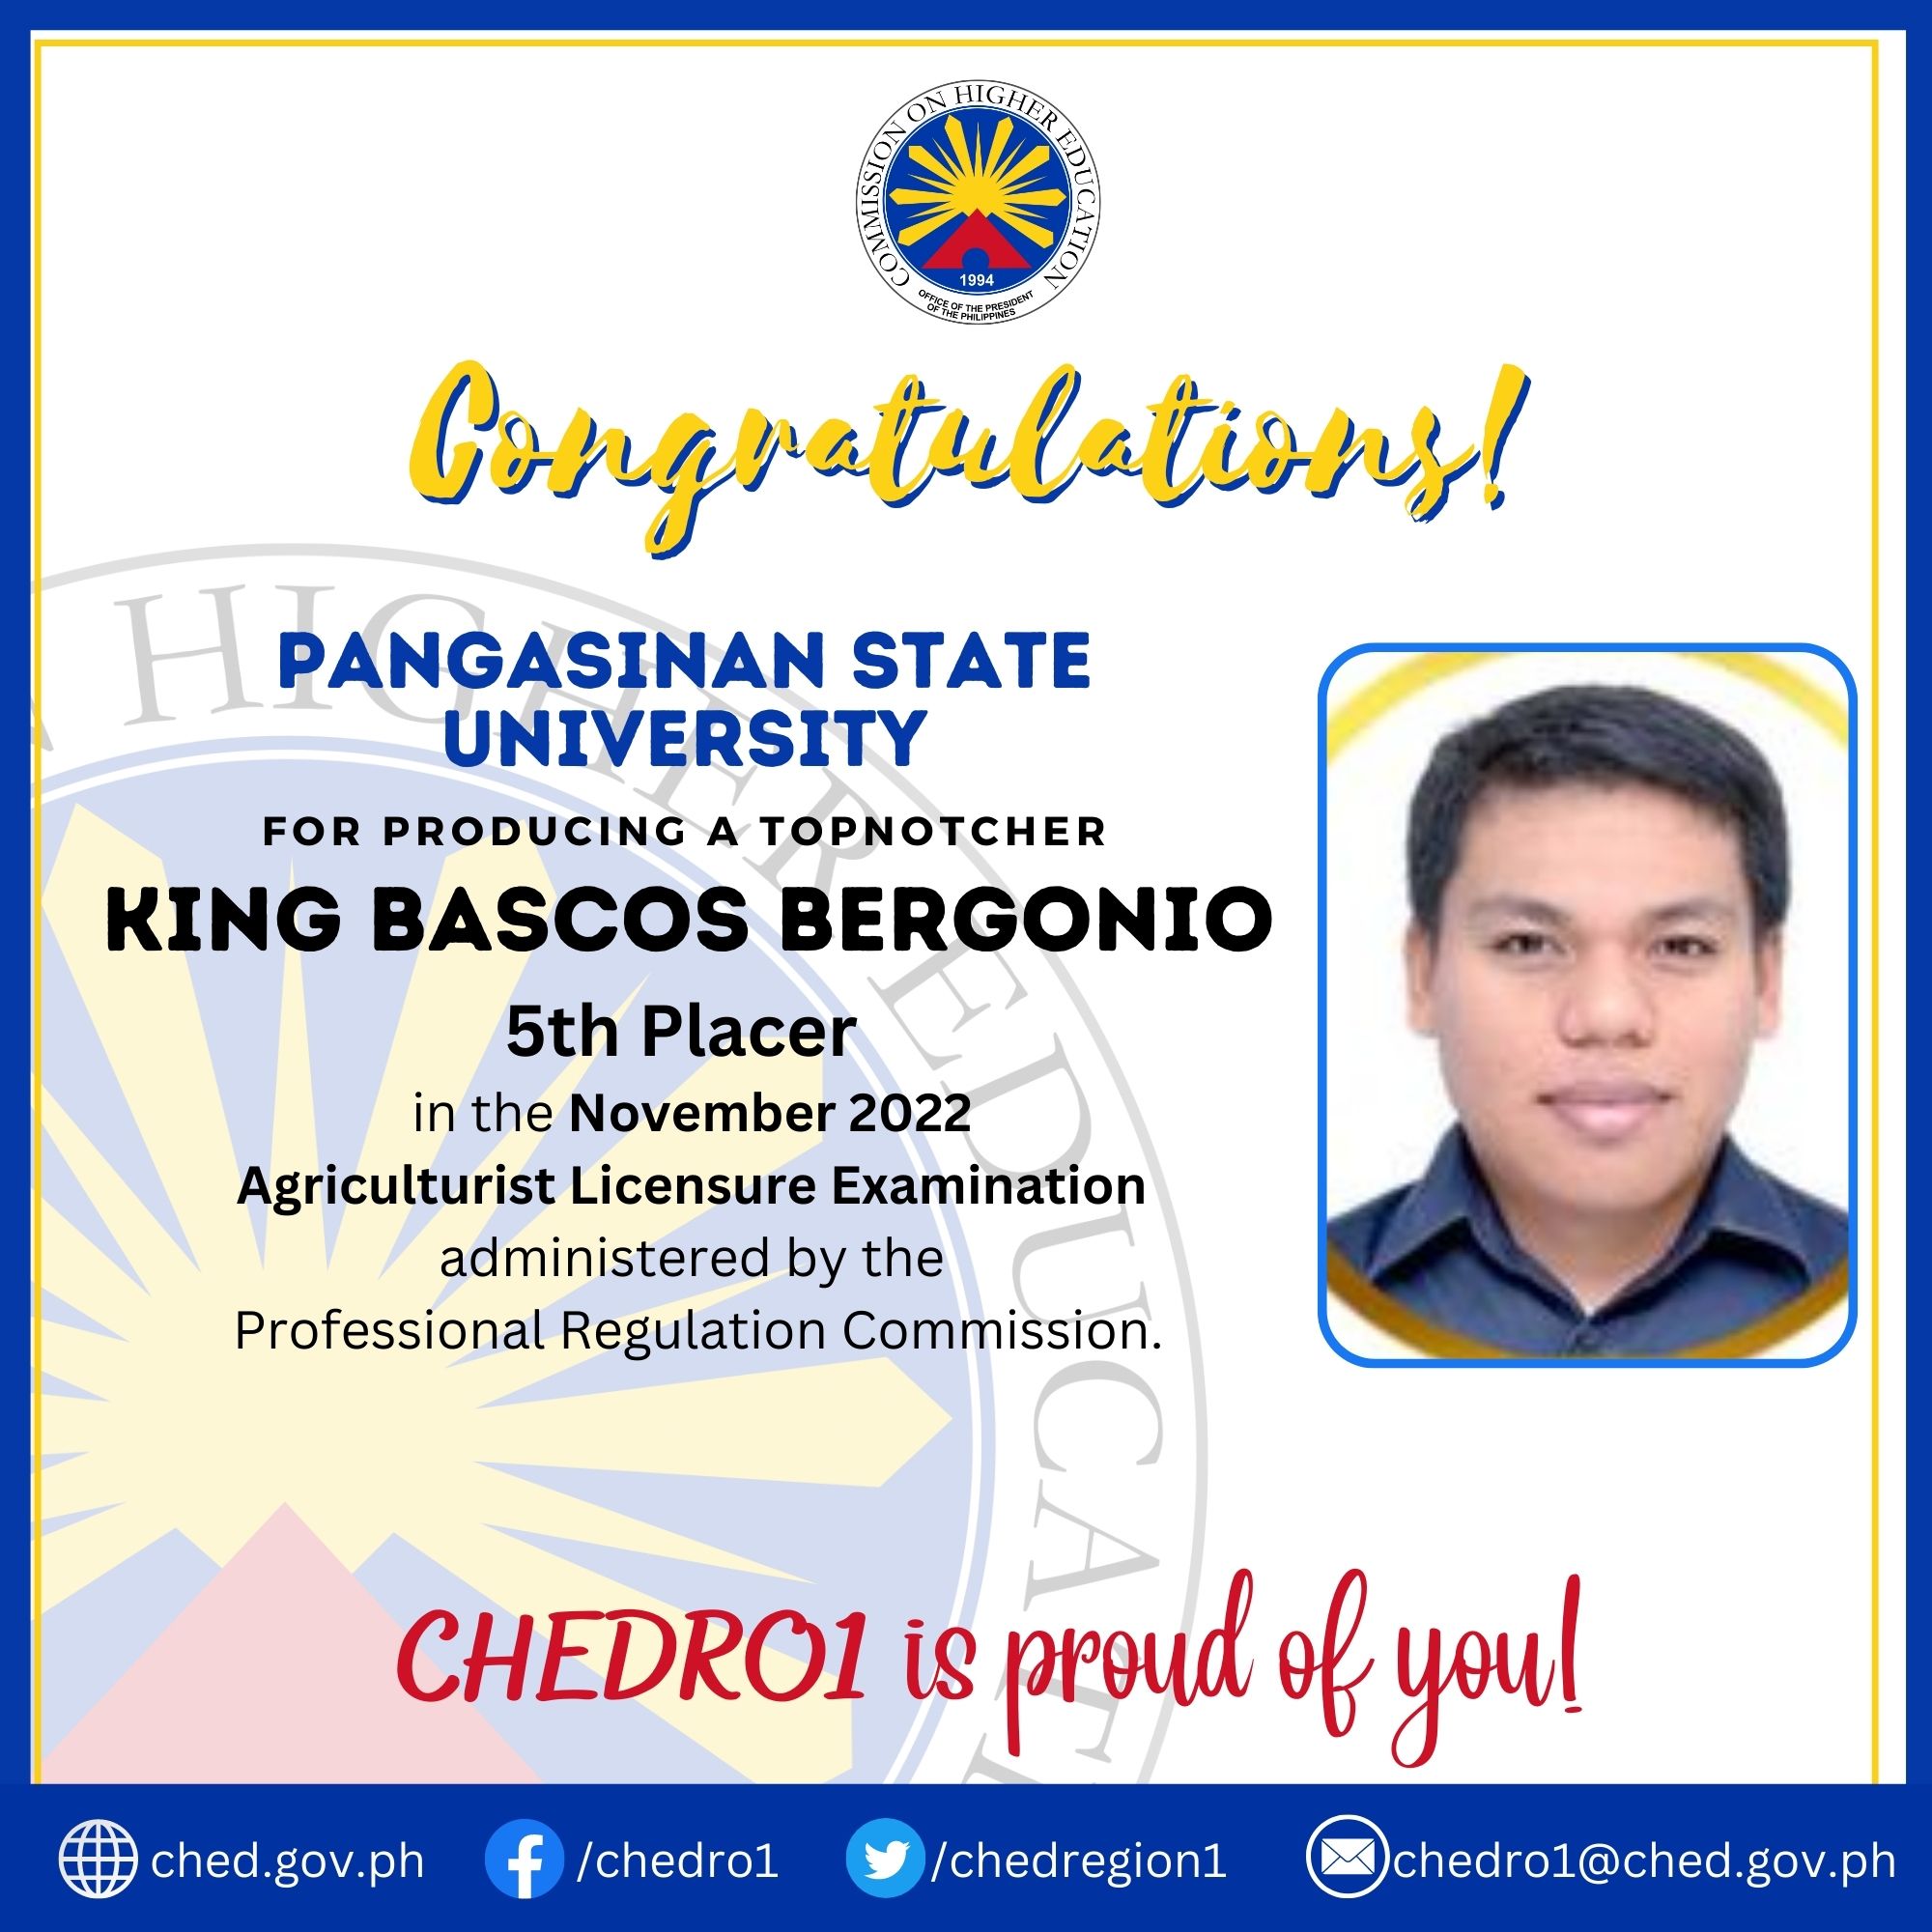 COMMISSION ON HIGHER EDUCATION
1994
OFFICE OF THE PRESIDENT
OF THE PHILIPPINES
Congratulations!
PANGASINAN STATE
UNIVERSITY
FOR PRODUCING A TOPNOTCHER
KING BASCOS BERGONIO
5th Placer
in the November 2022
Agriculturist Licensure Examination
administered by the
Professional Regulation Commission.
HIGHER EDUCAT
CHEDRO1 is proud of you!
ched.gov.ph
/chedro1
/chedregion1
chedro1@ched.gov.ph